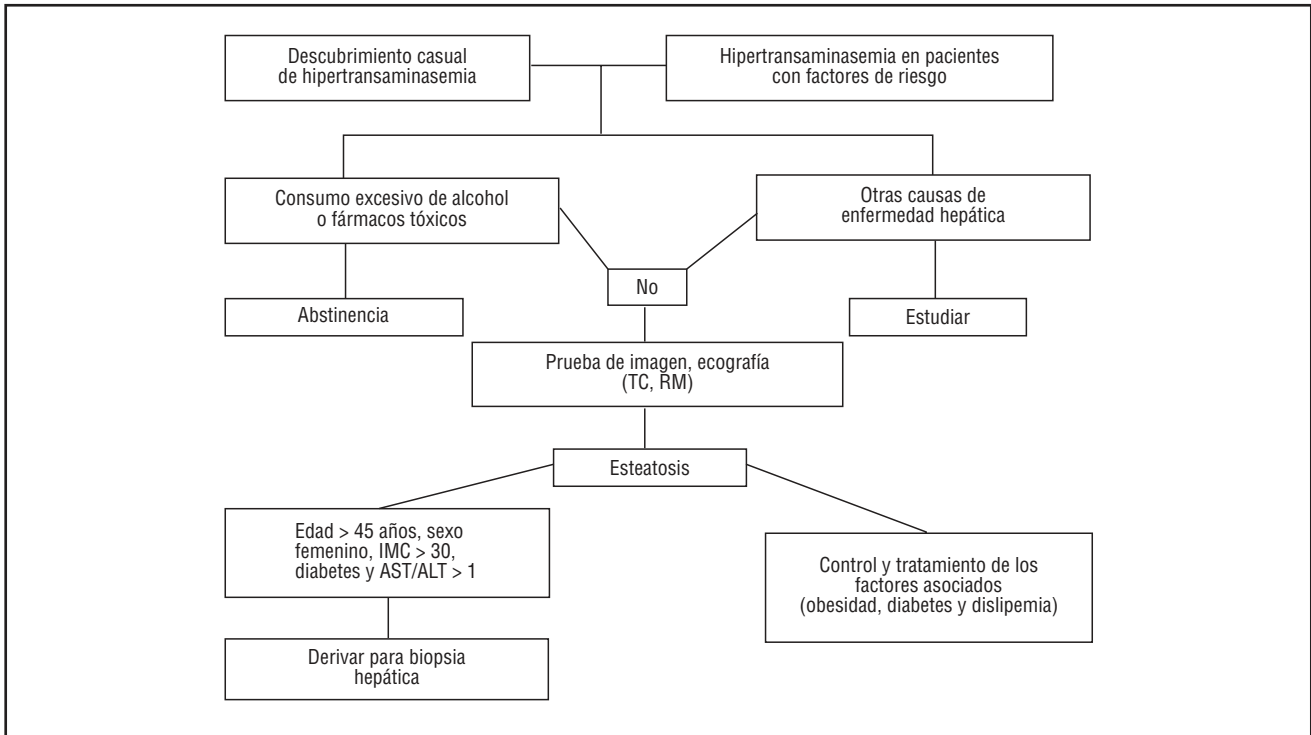 Descubrimiento casual
de hipertransaminasemia
Hipertransaminasemia en pacientes
con factores de riesgo
Consumo excesivo de alcohol
o fármacos tóxicos
Otras causas de
enfermedad hepática
No
Abstinencia
Estudiar
Prueba de imagen, ecografía
(TC, RM)
Esteatosis
Edad > 45 años, sexo
femenino, IMC > 30,
diabetes y AST/ALT > 1
Control y tratamiento de los
factores asociados
(obesidad, diabetes y dislipemia)
Derivar para biopsia
hepática